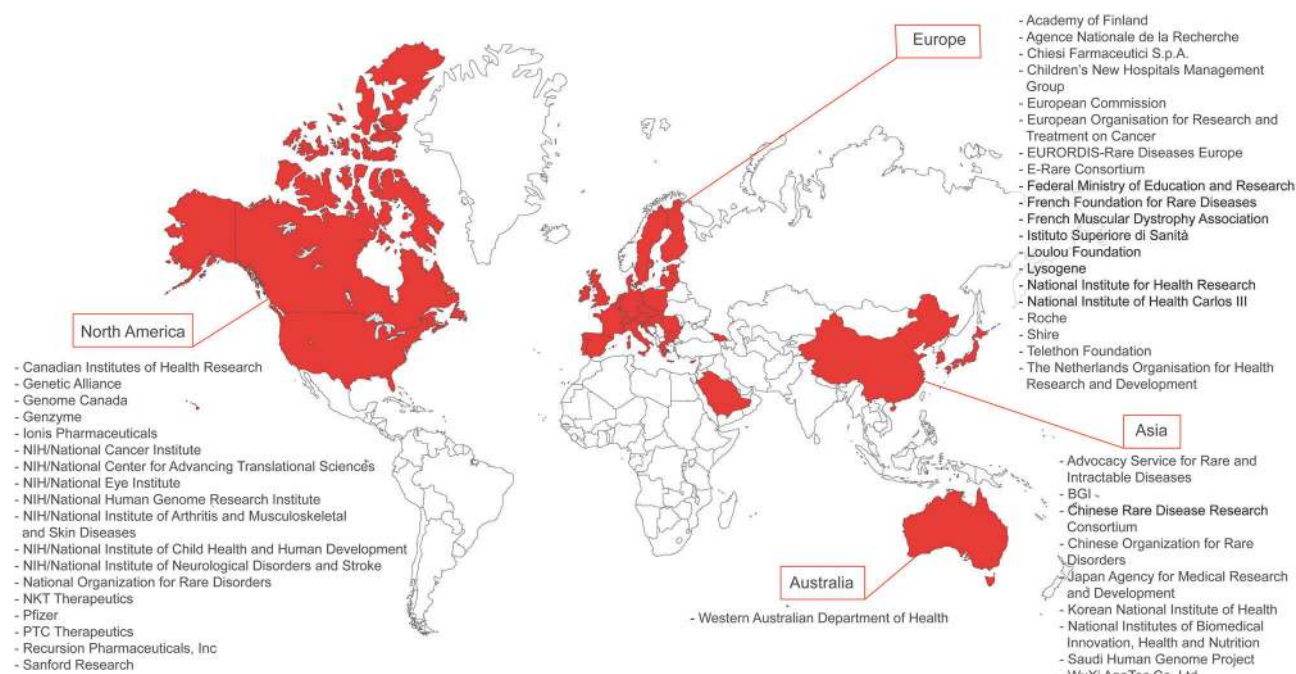 Europe
- Academy of Finland
- Agence Nationale de la Recherche
- Chiesi Farmaceutici S.p.A.
- Children's New Hospitals Management
Group
- European Commission
- European Organisation for Research and
Treatment on Cancer
- EURORDIS-Rare Diseases Europe
- E-Rare Consortium
- Federal Ministry of Education and Research
- French Foundation for Rare Diseases
- French Muscular Dystrophy Association
- Istituto Superiore di Sanità
- Loulou Foundation
- Lysogene
- National Institute for Health Research
- National Institute of Health Carlos III
- Roche
- Shire
- Telethon Foundation
- The Netherlands Organisation for Health
Research and Development
North America
- Canadian Institutes of Health Research
- Genetic Alliance
- Genome Canada
- Genzyme
- Ionis Pharmaceuticals
- NIH/National Cancer Institute
- NIH/National Center for Advancing Translational Sciences
- NIH/National Eye Institute
- NIH/National Human Genome Research Institute
- NIH/National Institute of Arthritis and Musculoskeletal
and Skin Diseases
- NIH/National Institute of Child Health and Human Development
- NIH/National Institute of Neurological Disorders and Stroke
- National Organization for Rare Disorders
- NKT Therapeutics
- Pfizer
- PTC Therapeutics
- Recursion Pharmaceuticals, Inc
- Sanford Research
Asia
- Advocacy Service for Rare and
Intractable Diseases
- BGI
- Chinese Rare Disease Research
Consortium
- Chinese Organization for Rare
Disorders
- Japan Agency for Medical Research
and Development
- Korean National Institute of Health
- National Institutes of Biomedical
Innovation, Health and Nutrition
- Saudi Human Genome Project
Australia
- Western Australian Department of Health